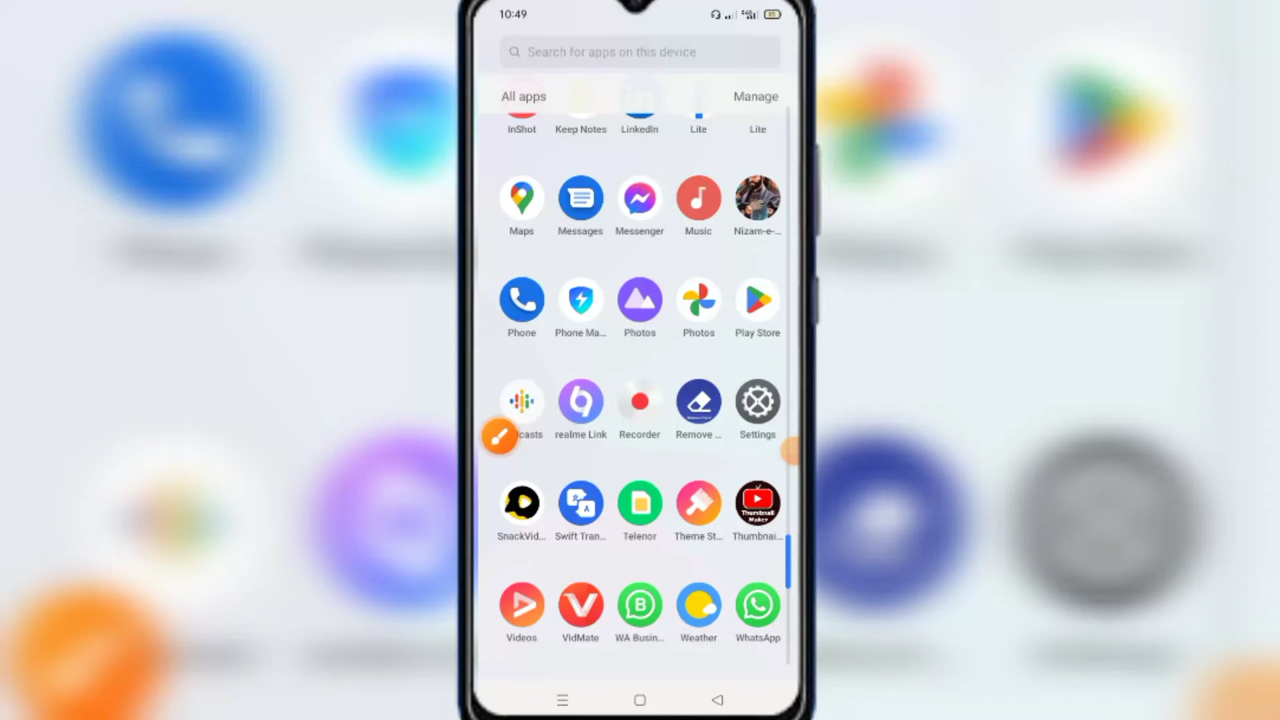 10:49
Search for apps on this device
All apps
Manage
InShot
Keep Notes
LinkedIn
Lite
Lite
Maps
Messages
Messenger
Music
Nizam-e-...
Phone
Phone Ma...
Photos
Photos
Play Store
casts
realme Link
Recorder
Remove ...
Settings
Thumbnail
Maker
SnackVid...
Swift Tran...
Telenor
Theme St...
Thumbnai...
Videos
VidMate
WA Busin...
Weather
WhatsApp